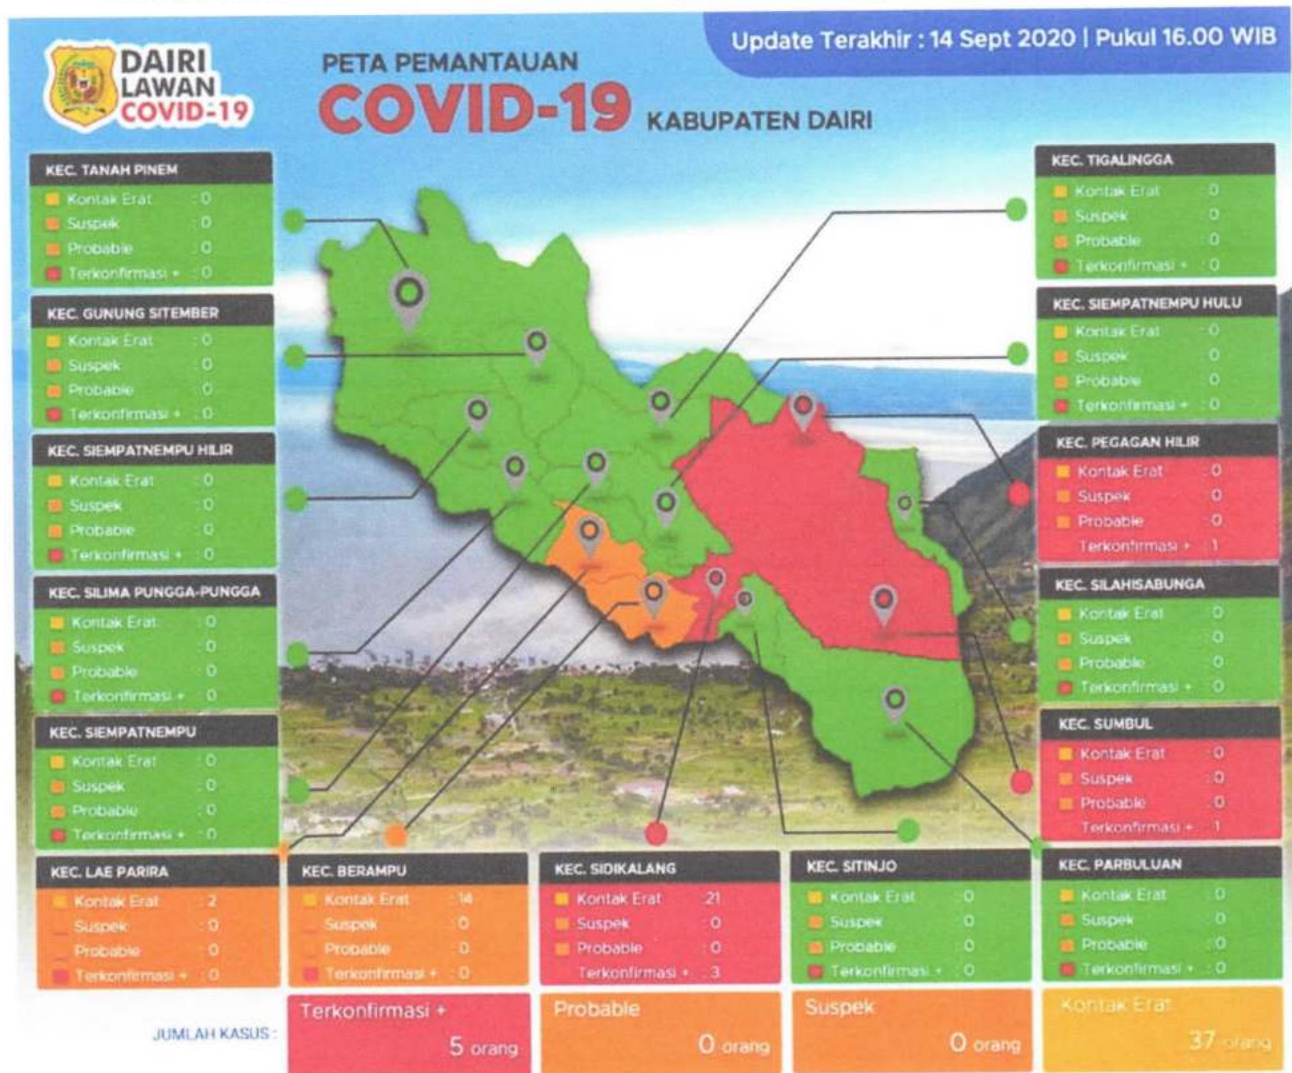 Update Terakhir : 14 Sept 2020 | Pukul 16.00 WIB
DAIRI
LAWAN
COVID-19
PETA PEMANTAUAN
COVID-19 KABUPATEN DAIRI
KEC. TANAH PINEM
Kontak Erat : 0
Suspek : 0
Probable : 0
Terkonfirmasi + : 0
KEC. GUNUNG SITEMBER
Kontak Erat : 0
Suspek : 0
Probable : 0
Terkonfirmasi + : 0
KEC. SIEMPATNEMPU HILIR
Kontak Erat : 0
Suspek : 0
Probable : 0
Terkonfirmasi + : 0
KEC. SILIMA PUNGGA-PUNGGA
Kontak Erat : 0
Suspek : 0
Probable : 0
Terkonfirmasi + : 0
KEC. SIEMPATNEMPU
Kontak Erat : 0
Suspek : 0
Probable : 0
Terkonfirmasi + : 0
KEC. TIGALINGGA
Kontak Erat : 0
Suspek : 0
Probable : 0
Terkonfirmasi + : 0
KEC. SIEMPATNEMPU HULU
Kontak Erat : 0
Suspek : 0
Probable : 0
Terkonfirmasi + : 0
KEC. PEGAGAN HILIR
Kontak Erat : 0
Suspek : 0
Probable : 0
Terkonfirmasi + : 1
KEC. SILAHISABUNGA
Kontak Erat : 0
Suspek : 0
Probable : 0
Terkonfirmasi + : 0
KEC. SUMBUL
Kontak Erat : 0
Suspek : 0
Probable : 0
Terkonfirmasi + : 1
KEC. LAE PARIRA
Kontak Erat : 2
Suspek : 0
Probable : 0
Terkonfirmasi + : 0
KEC. BERAMPU
Kontak Erat : 14
Suspek : 0
Probable : 0
Terkonfirmasi + : 0
KEC. SIDIKALANG
Kontak Erat : 21
Suspek : 0
Probable : 0
Terkonfirmasi + : 3
KEC. SITINJO
Kontak Erat : 0
Suspek : 0
Probable : 0
Terkonfirmasi + : 0
KEC. PARBULUAN
Kontak Erat : 0
Suspek : 0
Probable : 0
Terkonfirmasi + : 0
JUMLAH KASUS :
Terkonfirmasi +
5 orang
Probable
0 orang
Suspek
0 orang
Kontak Erat
37 orang